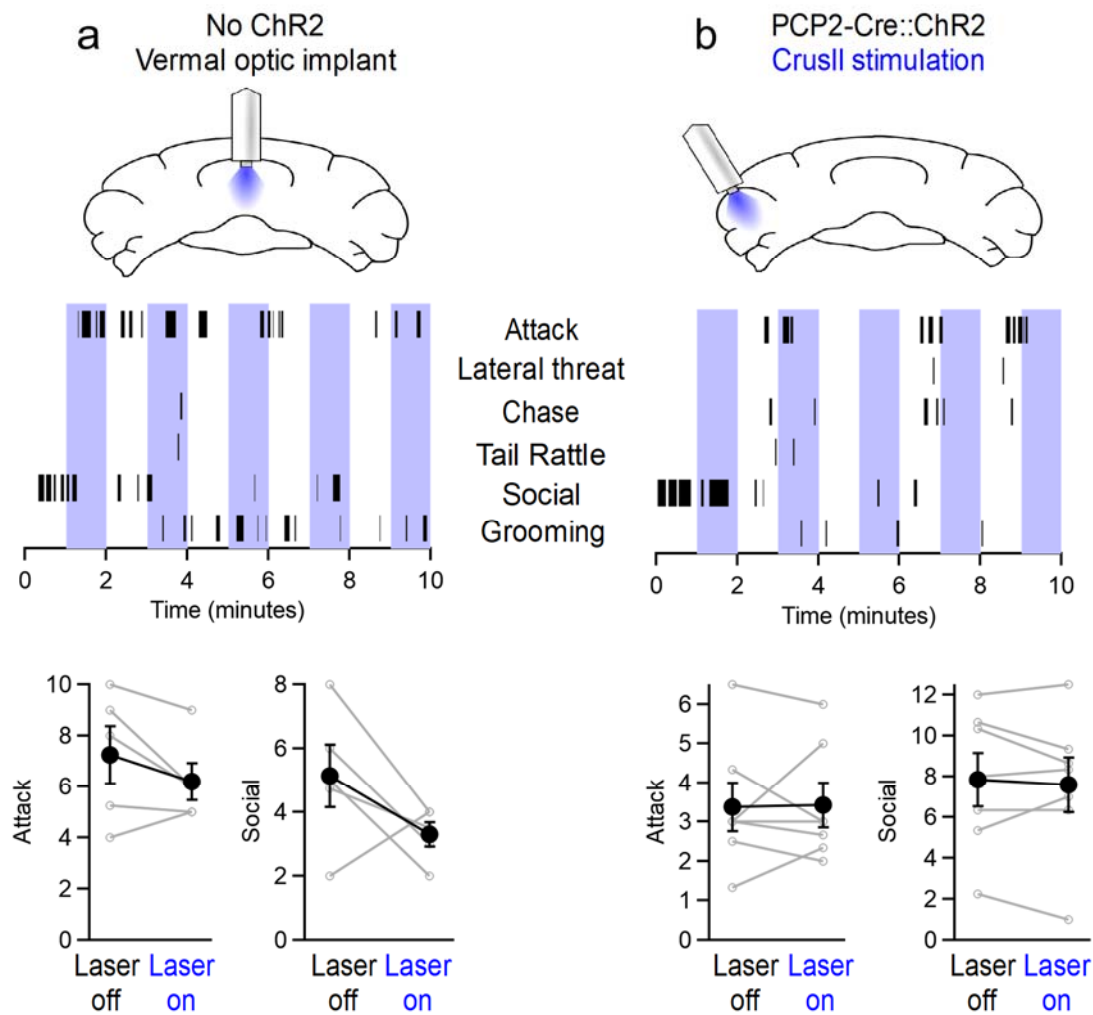 a
No ChR2
Vermal optic implant
b
PCP2-Cre::ChR2
CrusII stimulation
Attack
Lateral threat
Chase
Tail Rattle
Social
Grooming
0 2 4 6 8 10
Time (minutes)
0 2 4 6 8 10
Time (minutes)
10
8
6
4
2
0
Attack
Laser off
Laser on
8
6
4
2
0
Social
Laser off
Laser on
6
5
4
3
2
1
0
Attack
Laser off
Laser on
12
10
8
6
4
2
0
Social
Laser off
Laser on